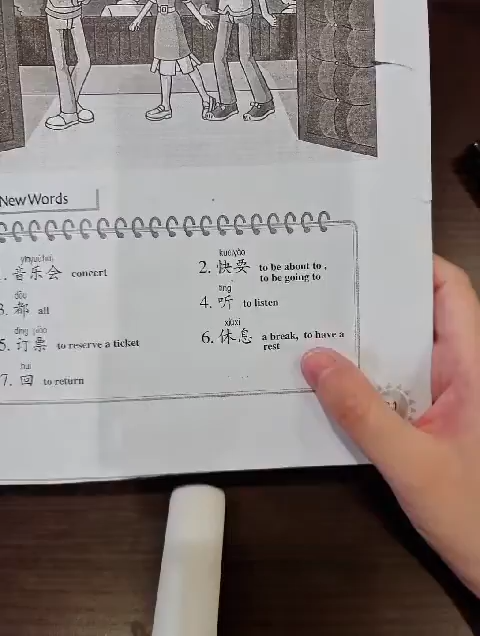 New Words
yīnyuèhuì
1. 音乐会 concert
kuàiyào
2. 快要 to be about to,
to be going to
dōu
3. 都 all
tīng
4. 听 to listen
dìng piào
5. 订票 to reserve a ticket
xiūxi
6. 休息 a break, to have a
rest
huí
7. 回 to return